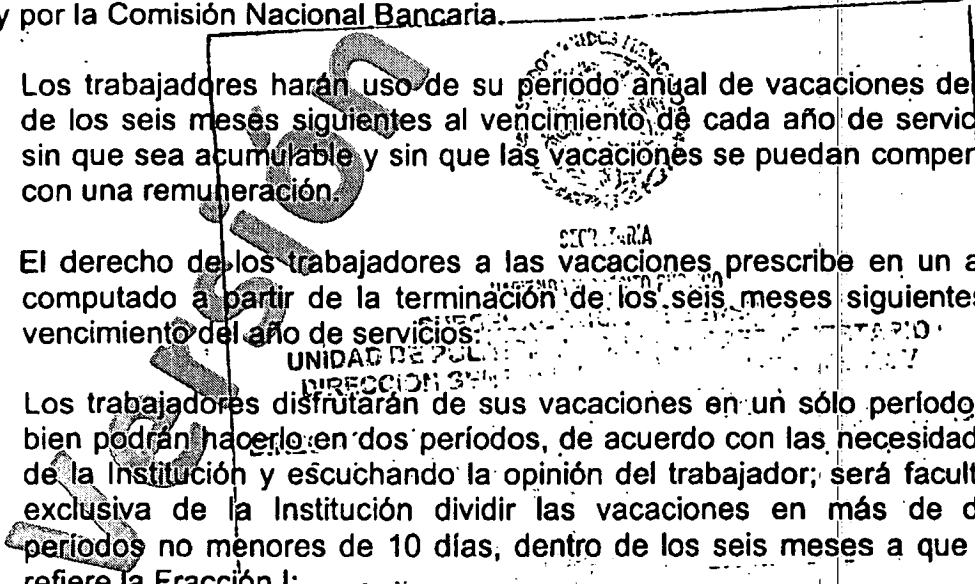 y por la Comisión Nacional Bancaria.
Los trabajadores harán uso de su período anual de vacaciones
de los seis meses siguientes al vencimiento de cada año de
sin que sea acumulable y sin que las vacaciones se puedan
con una remuneración.
El derecho de los trabajadores a las vacaciones prescribe en un
computado a partir de la terminación de los seis meses
vencimiento del año de servicios.
UNIDAD DE
DIRECCION
Los trabajadores disfrutarán de sus vacaciones en un sólo período
bien podrán hacerlo en dos períodos, de acuerdo con las
de la Institución y escuchando la opinión del trabajador; será
exclusiva de la Institución dividir las vacaciones en más de
períodos no menores de 10 días, dentro de los seis meses a que
refiere la Fracción I;
Versión